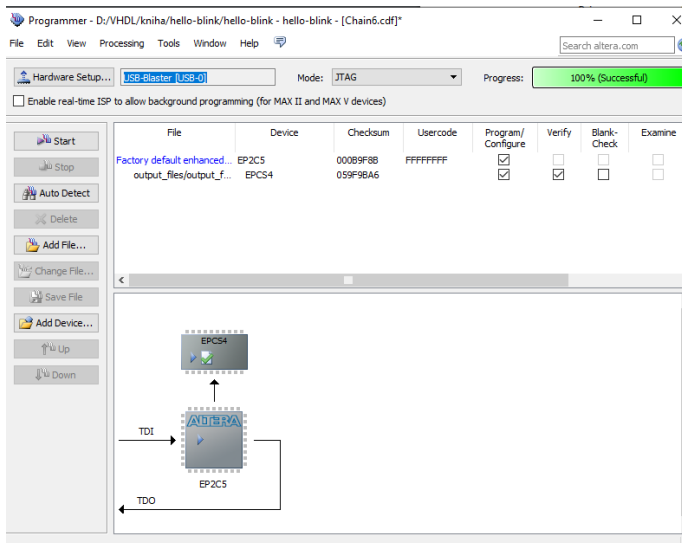 Programmer - D:/VHDL/kniha/hello-blink/hello-blink - hello-blink - [Chain6.cdf]*
File Edit View Processing Tools Window Help
Search altera.com
Hardware Setup... USB-Blaster [USB-0] Mode: JTAG Progress: 100% (Successful)
Enable real-time ISP to allow background programming (for MAX II and MAX V devices)
Start
Stop
Auto Detect
Delete
Add File...
Change File...
Save File
Add Device...
Up
Down
File Device Checksum Usercode Program/ Verify Blank- Examine
Configure Check
Factory default enhanced... EP2C5 000B9F8B FFFFFFFF
output_files/output_f... EPCS4 059F9BA6
EPCS4
ALTERA
TDI
EP2C5
TDO